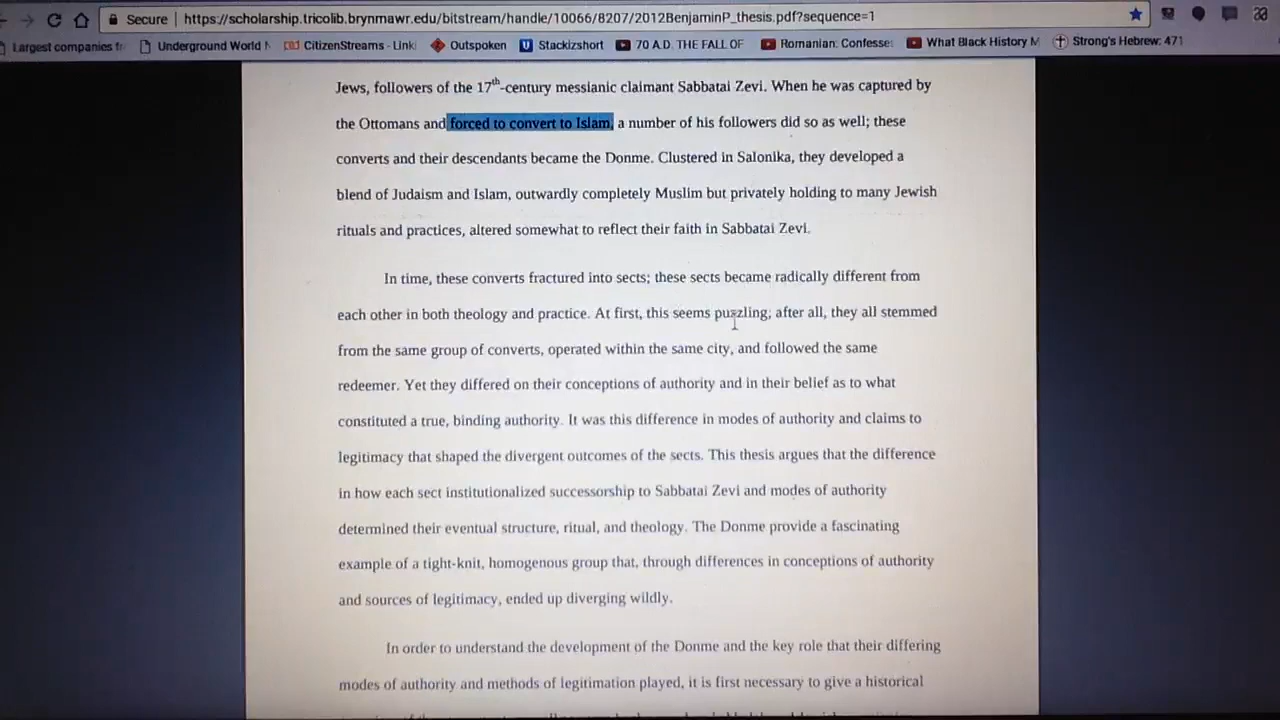 Secure https://scholarship.tricolib.brynmawr.edu/bitstream/handle/10066/8207/2012BenjaminP_thesis.pdf?sequence=1
Largest companies Underground World CitizenStreams - Link Outspoken Stackizshort 70 A.D. THE FALL OF Romanian: Confesse What Black History M Strong's Hebrew: 471
Jews, followers of the 17th-century messianic claimant Sabbatai Zevi. When he was captured by
the Ottomans and forced to convert to Islam, a number of his followers did so as well; these
converts and their descendants became the Donme. Clustered in Salonika, they developed a
blend of Judaism and Islam, outwardly completely Muslim but privately holding to many Jewish
rituals and practices, altered somewhat to reflect their faith in Sabbatai Zevi.
In time, these converts fractured into sects; these sects became radically different from
each other in both theology and practice. At first, this seems puzzling; after all, they all stemmed
from the same group of converts, operated within the same city, and followed the same
redeemer. Yet they differed on their conceptions of authority and in their belief as to what
constituted a true, binding authority. It was this difference in modes of authority and claims to
legitimacy that shaped the divergent outcomes of the sects. This thesis argues that the difference
in how each sect institutionalized successorship to Sabbatai Zevi and modes of authority
determined their eventual structure, ritual, and theology. The Donme provide a fascinating
example of a tight-knit, homogenous group that, through differences in conceptions of authority
and sources of legitimacy, ended up diverging wildly.
In order to understand the development of the Donme and the key role that their differing
modes of authority and methods of legitimation played, it is first necessary to give a historical